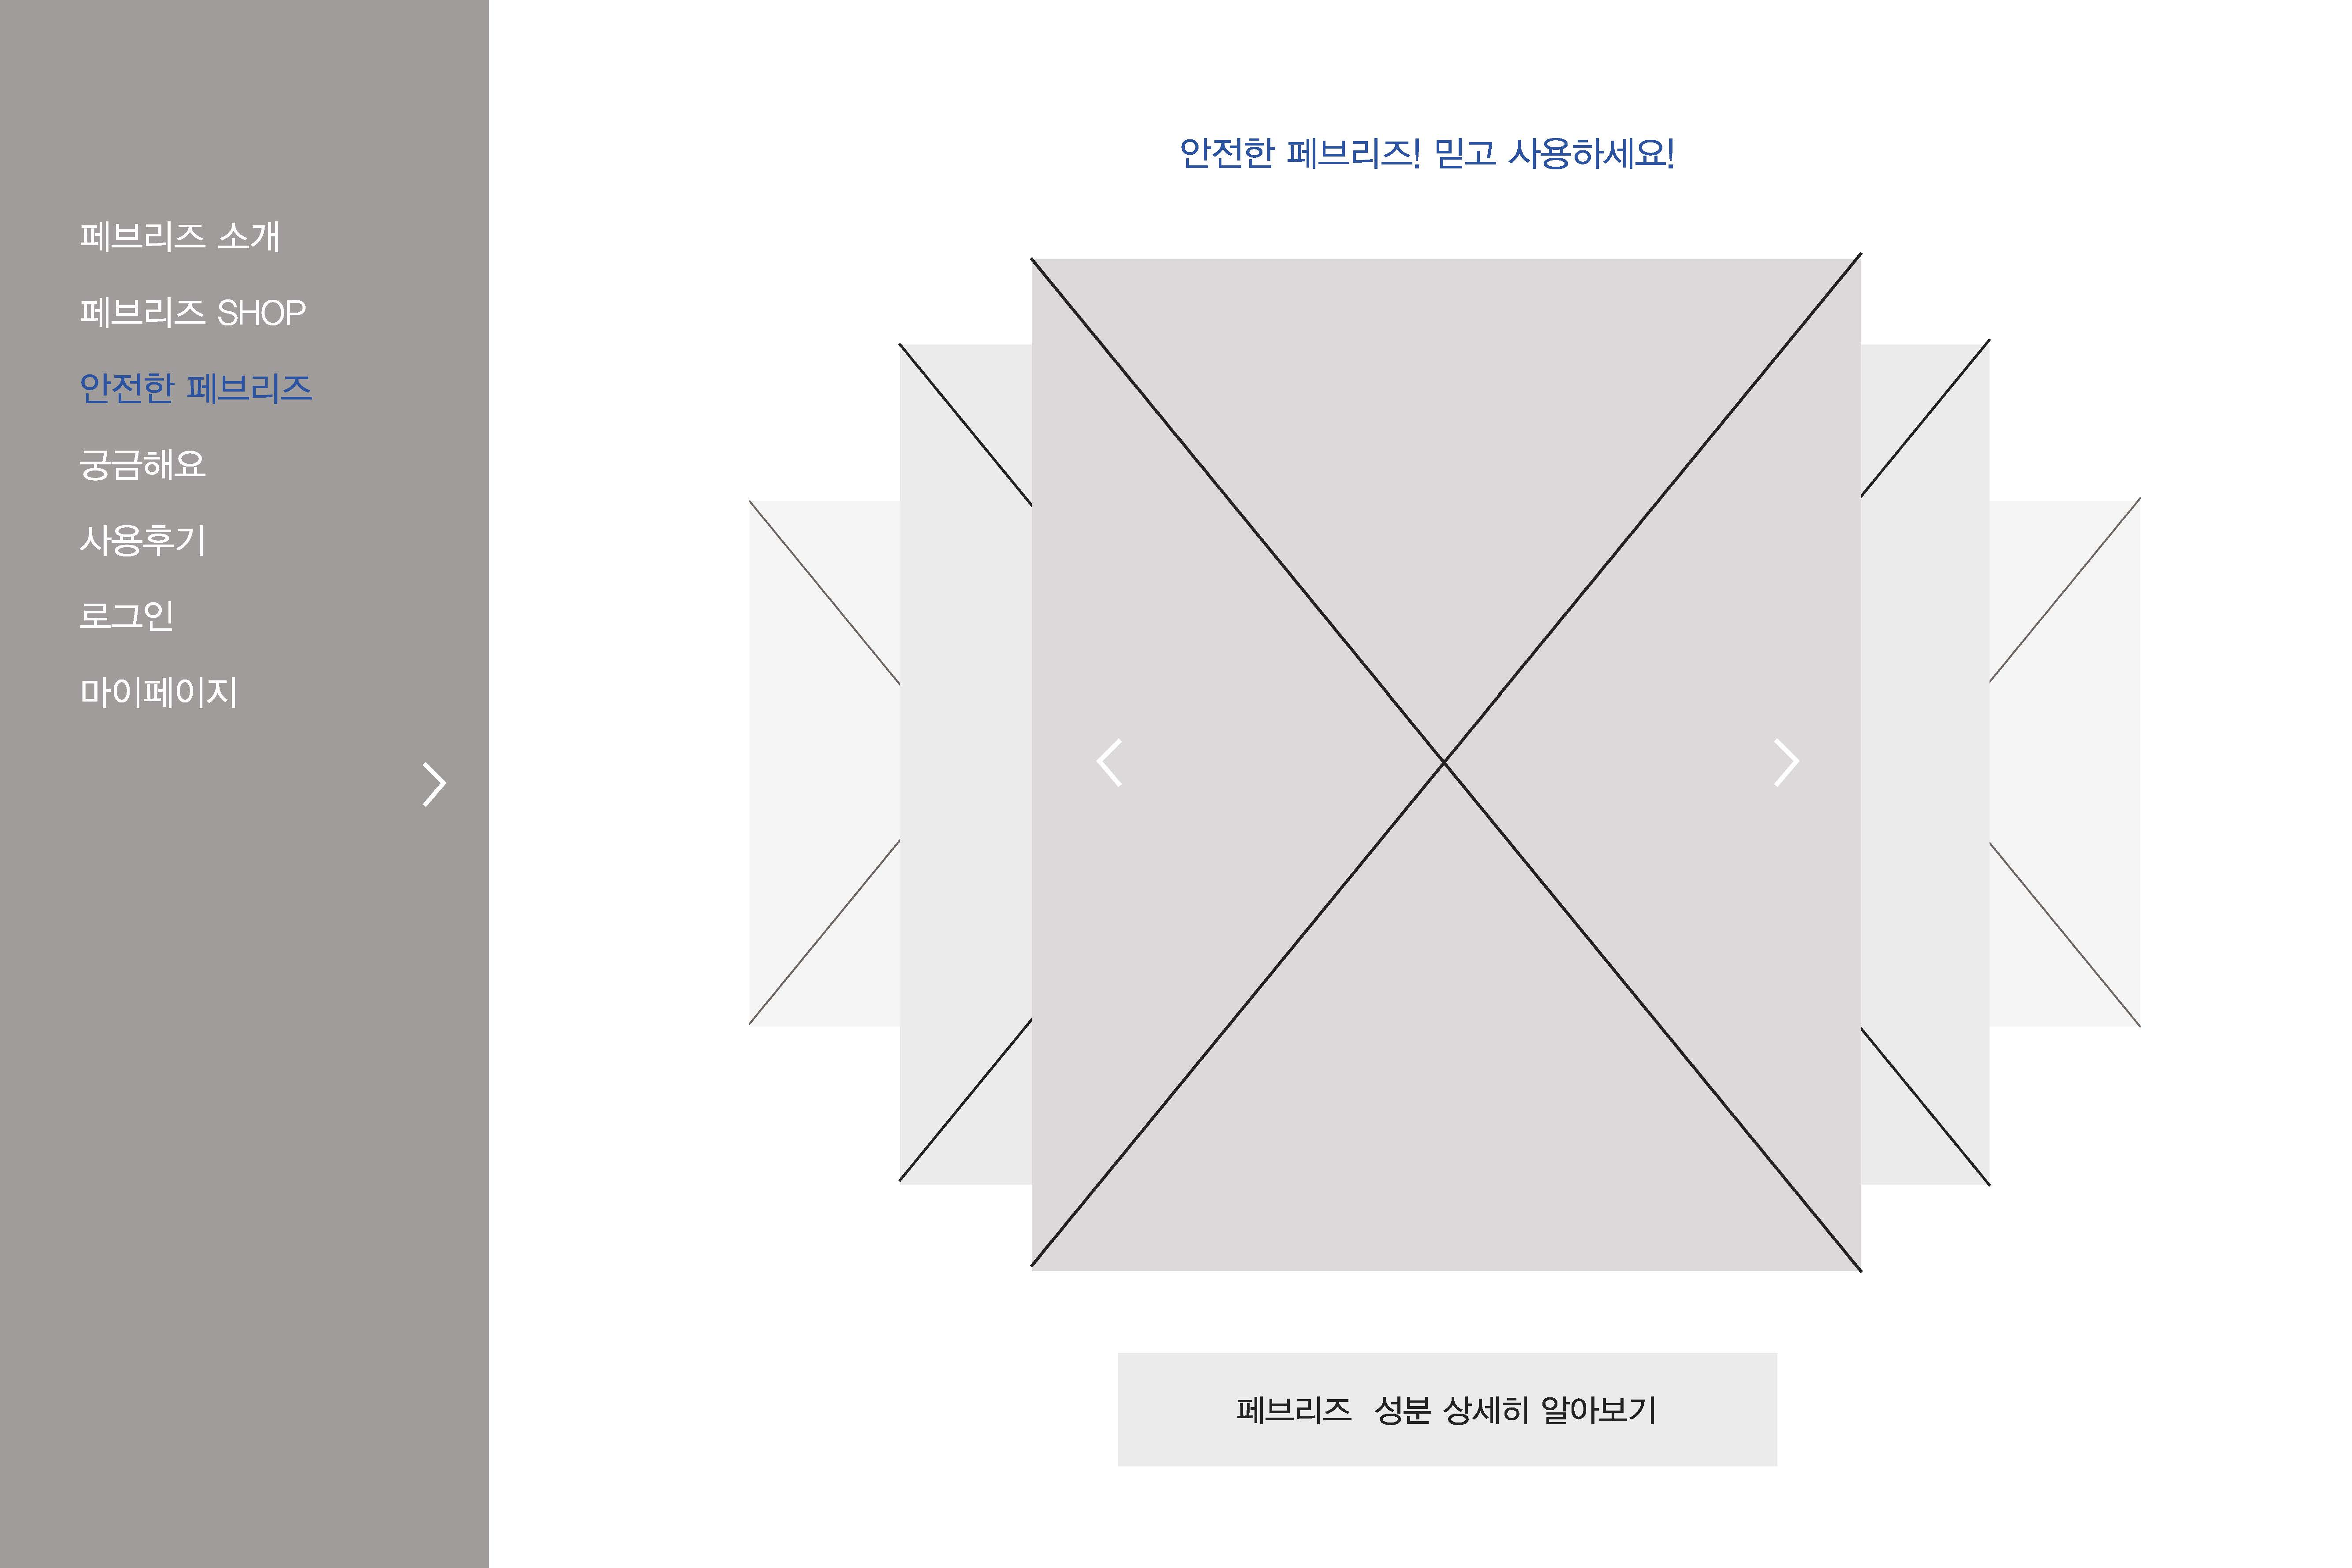 페브리즈 소개
페브리즈 SHOP
안전한 페브리즈
궁금해요
사용후기
로그인
마이페이지
안전한 페브리즈! 믿고 사용하세요!
페브리즈 성분 상세히 알아보기